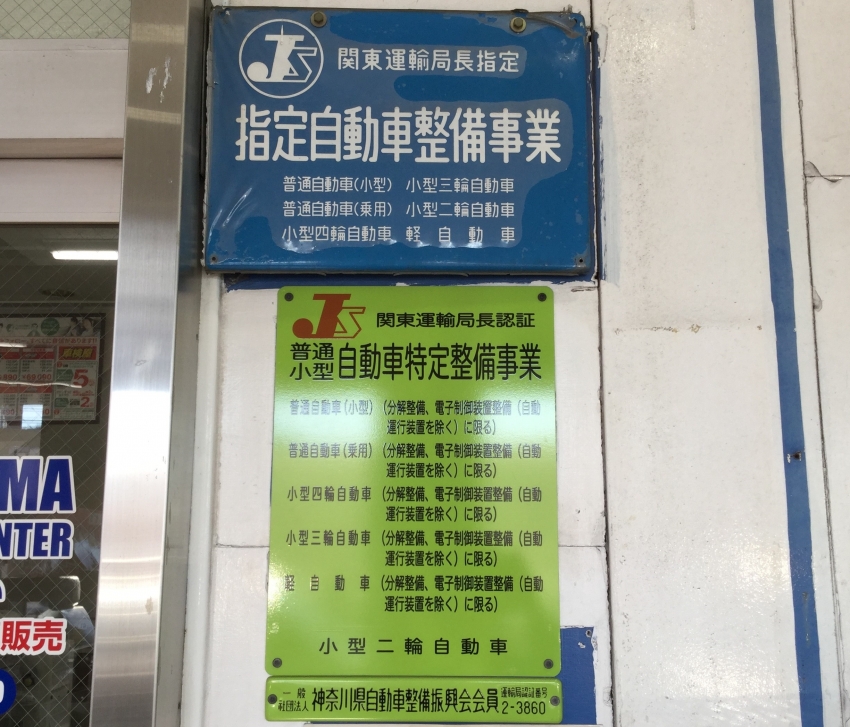 JS
関東運輸局長指定
指定自動車整備事業
普通自動車(小型) 小型三輪自動車
普通自動車(乗用) 小型二輪自動車
小型四輪自動車 軽自動車
JS 関東運輸局長認証
普通小型 自動車特定整備事業
普通自動車(小型) (分解整備、電子制御装置整備(自動
運行装置を除く)に限る)
普通自動車(乗用) (分解整備、電子制御装置整備(自動
運行装置を除く)に限る)
小型四輪自動車 (分解整備、電子制御装置整備(自動
運行装置を除く)に限る)
小型三輪自動車 (分解整備、電子制御装置整備(自動
運行装置を除く)に限る)
軽自動車 (分解整備、電子制御装置整備(自動
運行装置を除く)に限る)
小型二輪自動車
一般社団法人 神奈川県自動車整備振興会会員 運輸局認証番号 2-3860
MA
NTER
販売